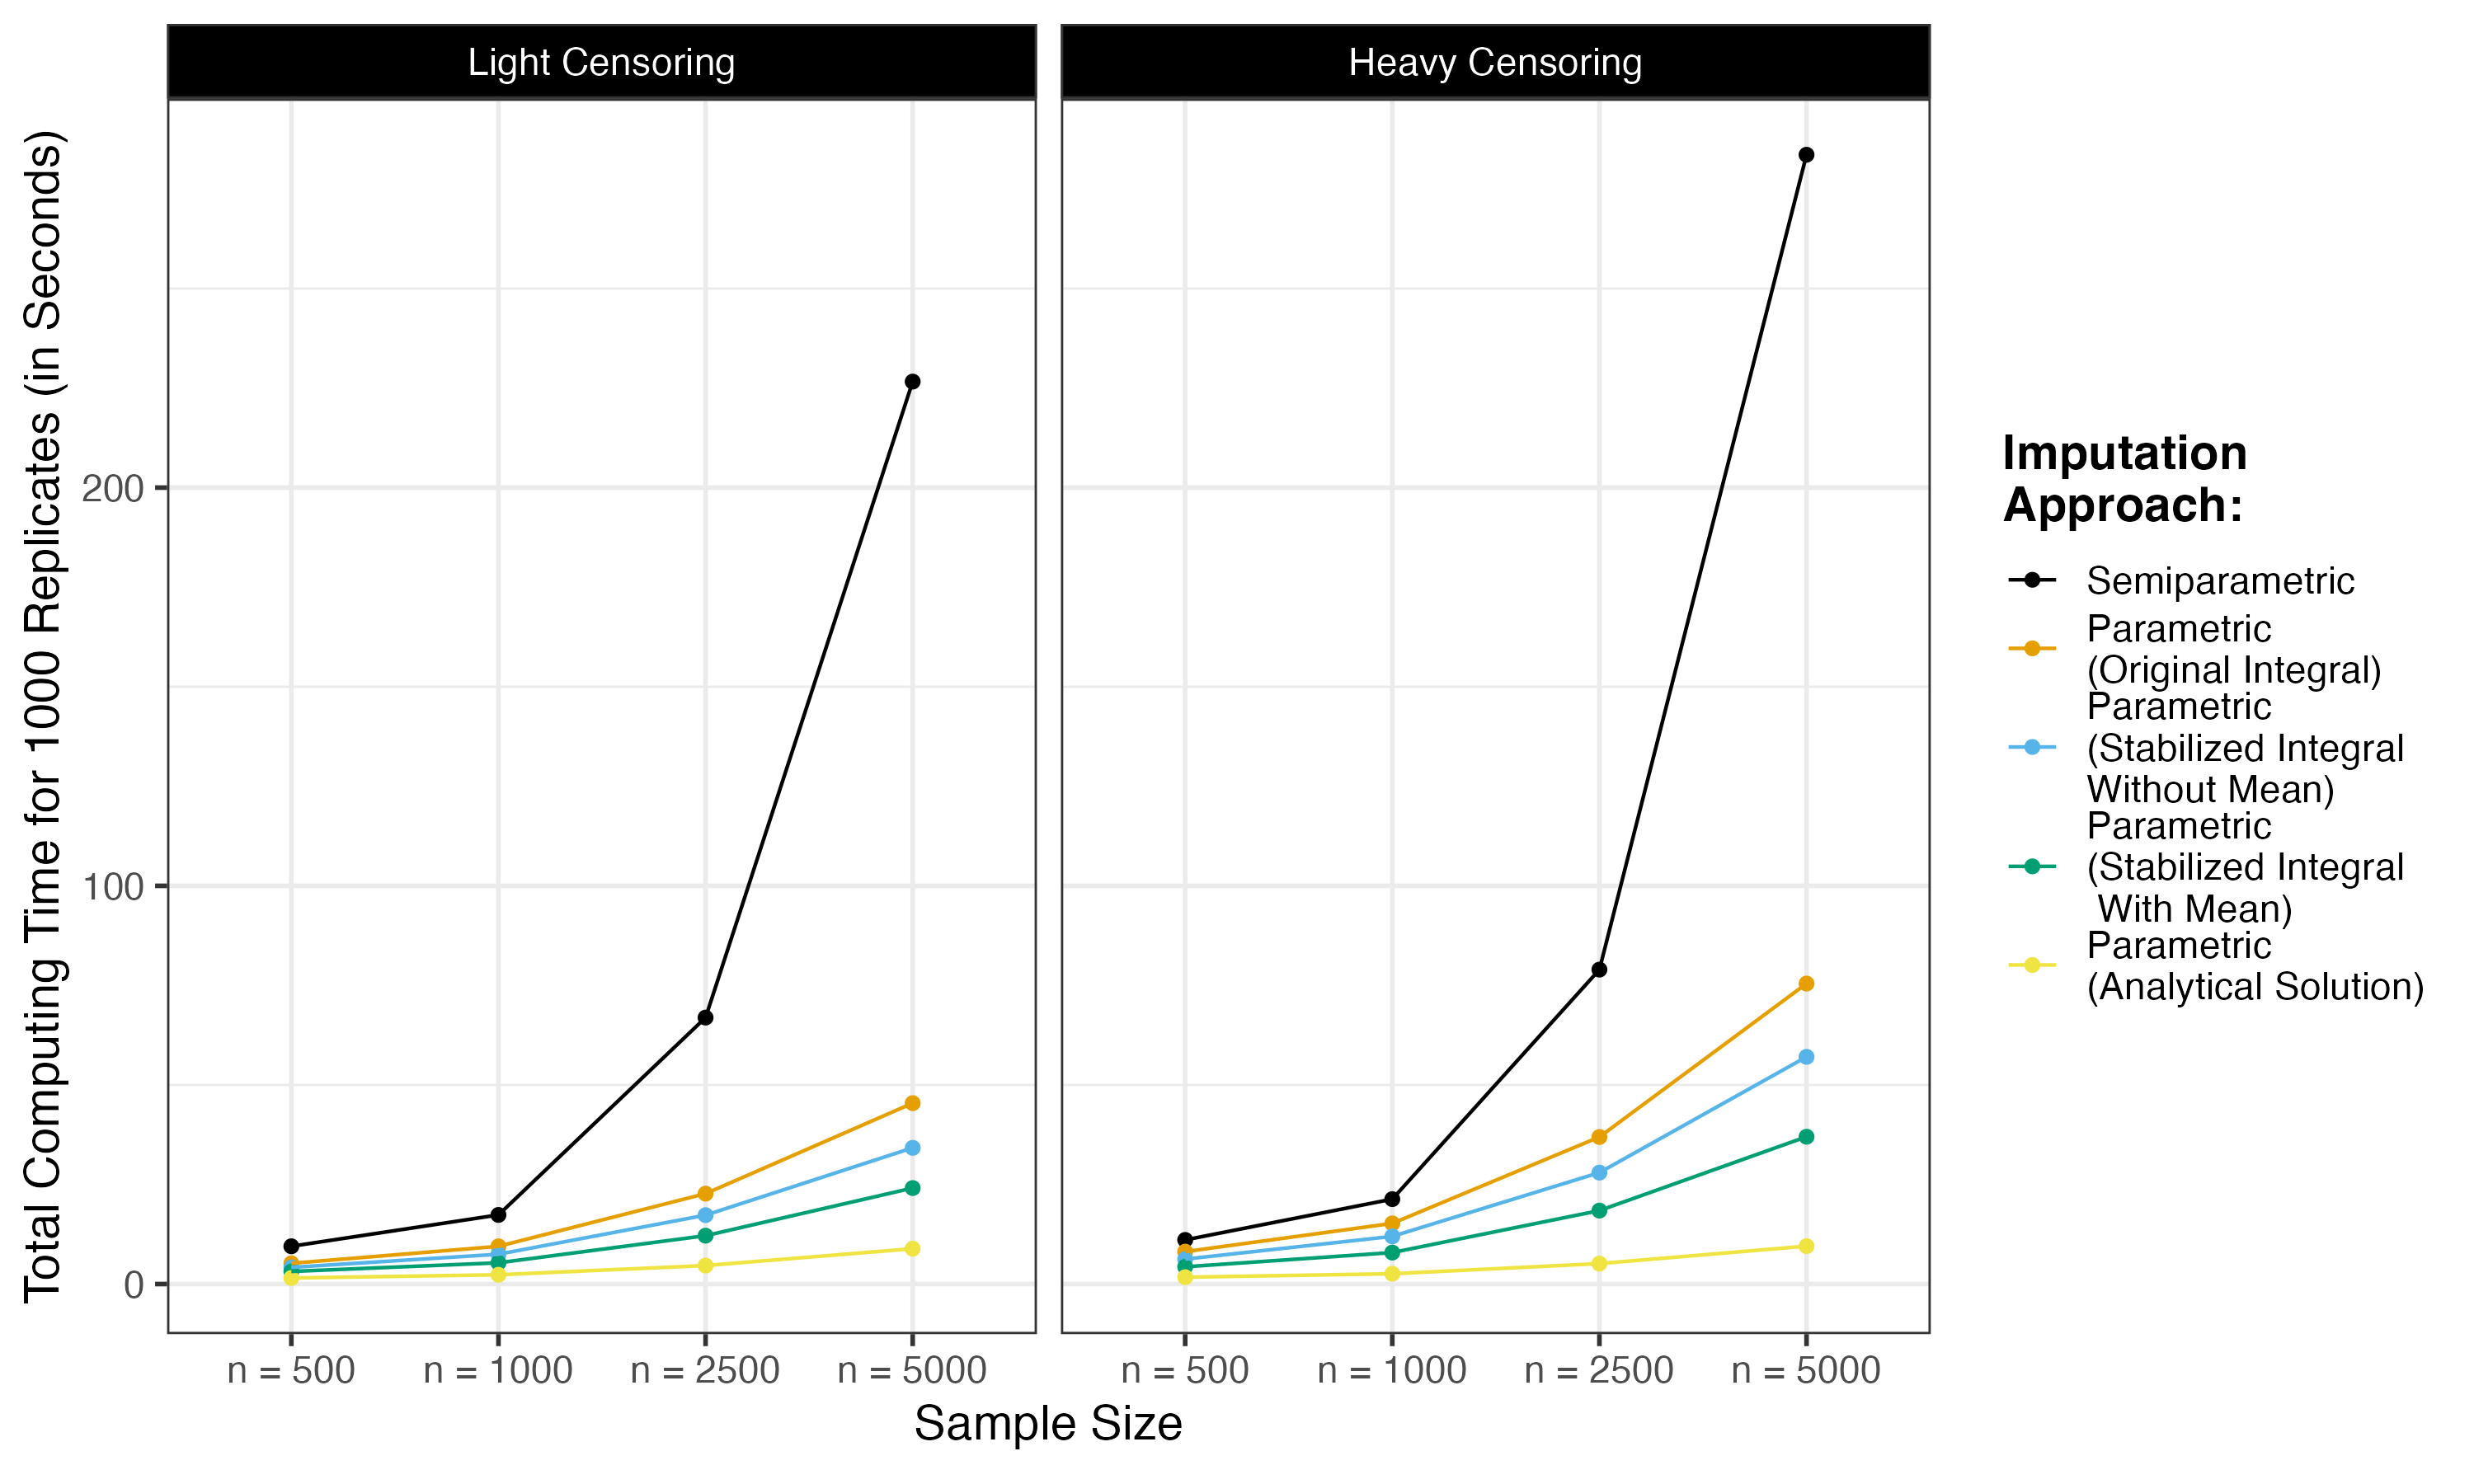 Light Censoring
Heavy Censoring
Total Computing Time for 1000 Replicates (in Seconds)
200
100
0
n = 500
n = 1000
n = 2500
n = 5000
n = 500
n = 1000
n = 2500
n = 5000
Sample Size
Imputation
Approach:
Semiparametric
Parametric
(Original Integral)
Parametric
(Stabilized Integral
Without Mean)
Parametric
(Stabilized Integral
With Mean)
Parametric
(Analytical Solution)